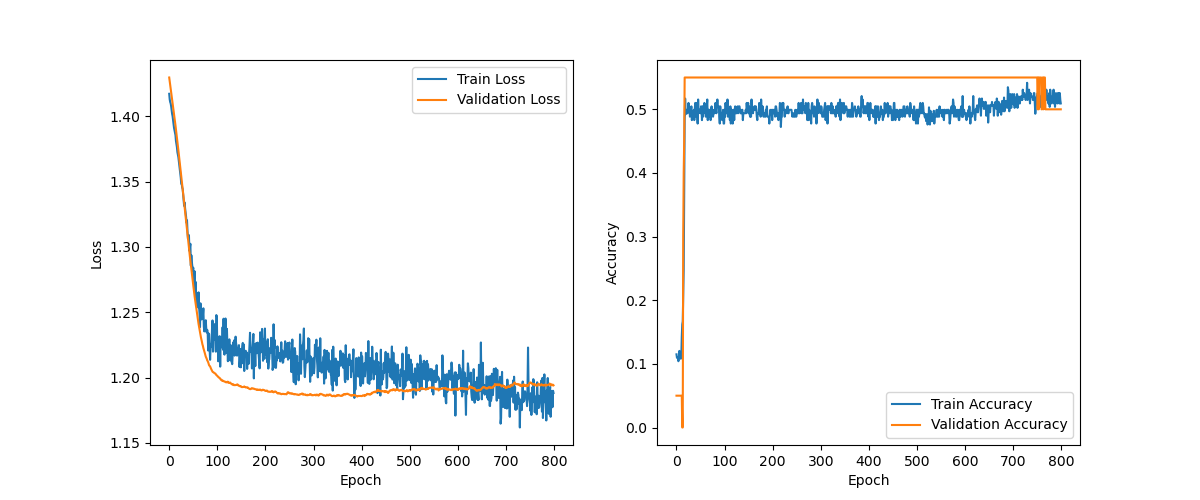 Train Loss
Validation Loss
1.40
1.35
1.30
1.25
1.20
1.15
Loss
0 100 200 300 400 500 600 700 800
Epoch
0.5
0.4
0.3
0.2
0.1
0.0
Accuracy
Train Accuracy
Validation Accuracy
0 100 200 300 400 500 600 700 800
Epoch